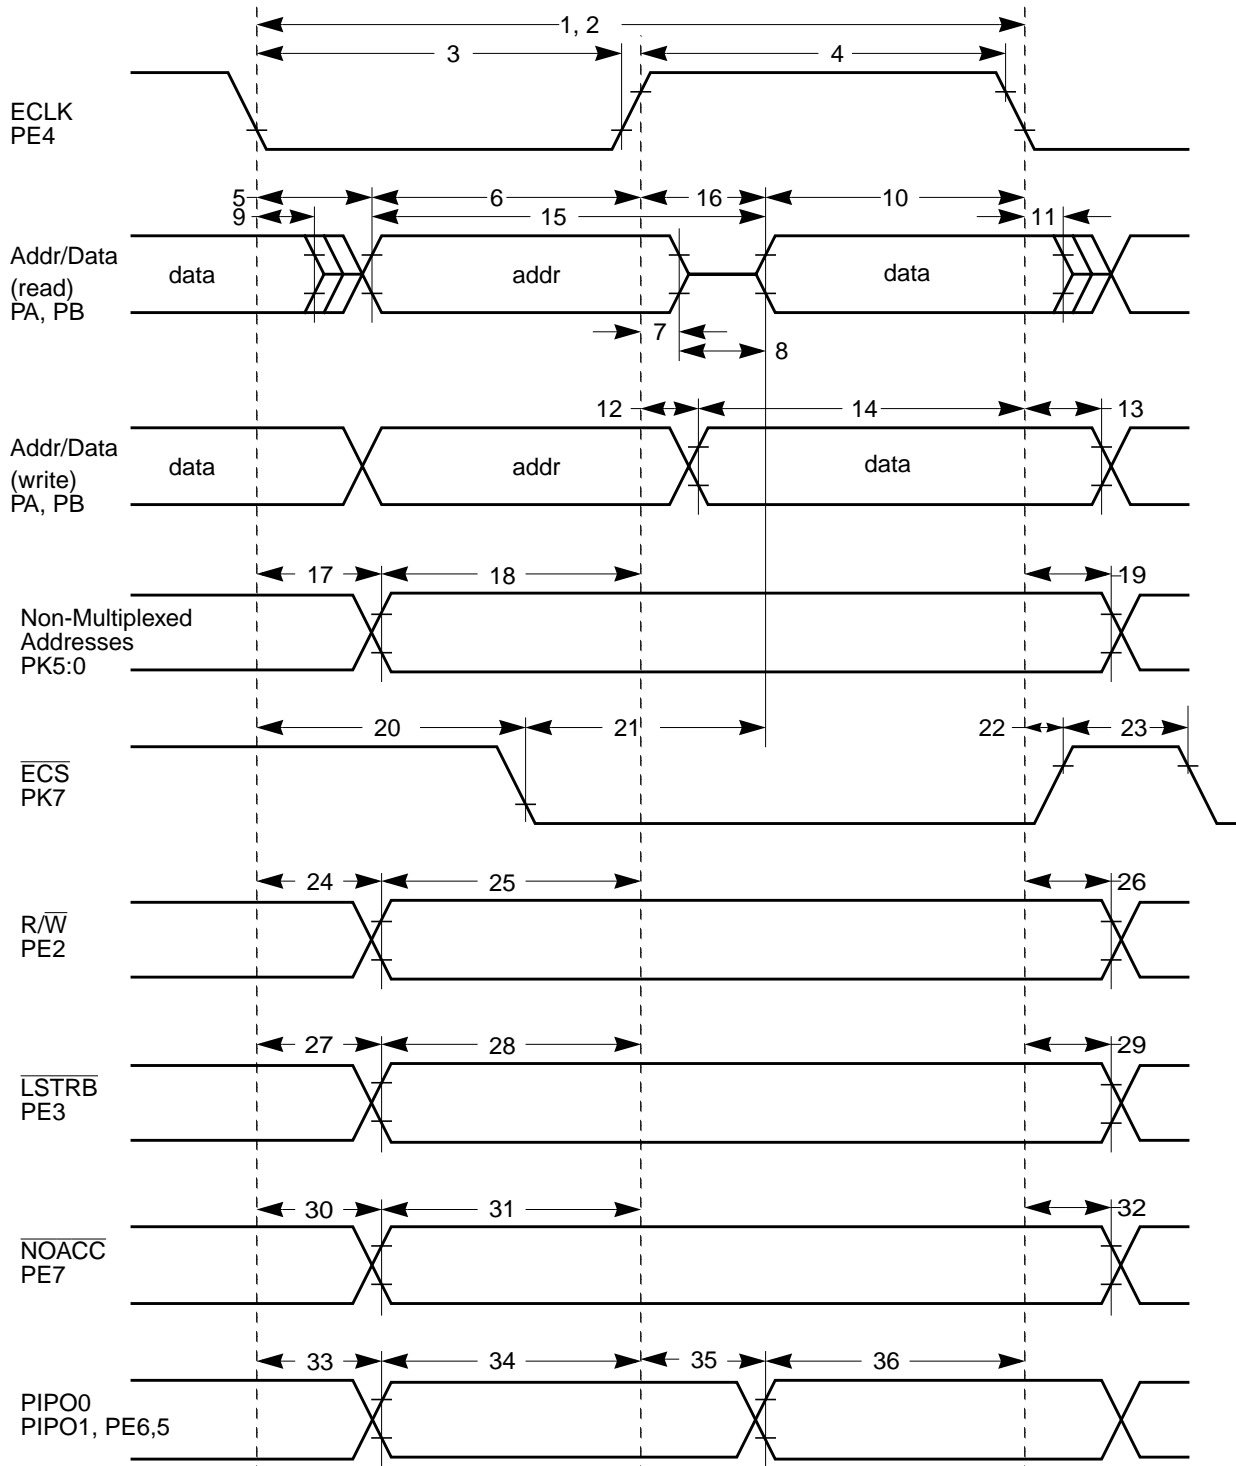 1, 2
3
4
ECLK
PE4
5
6
16
10
9
15
11
Addr/Data
(read)
PA, PB
data
addr
data
7
8
12
14
13
Addr/Data
(write)
PA, PB
data
addr
data
17
18
19
Non-Multiplexed
Addresses
PK5:0
20
21
22
23
ECS
PK7
24
25
26
R/W
PE2
27
28
29
LSTRB
PE3
30
31
32
NOACC
PE7
33
34
35
36
PIPO0
PIPO1, PE6,5